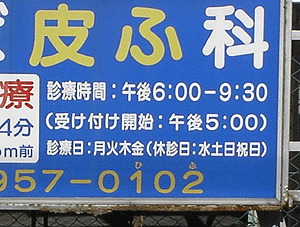 皮ふ科
療
診療時間：午後6:00-9:30
4分
(受け付け開始：午後5:00)
m前
診療日：月火木金(休診日：水土日祝日)
ひふ
957-0102